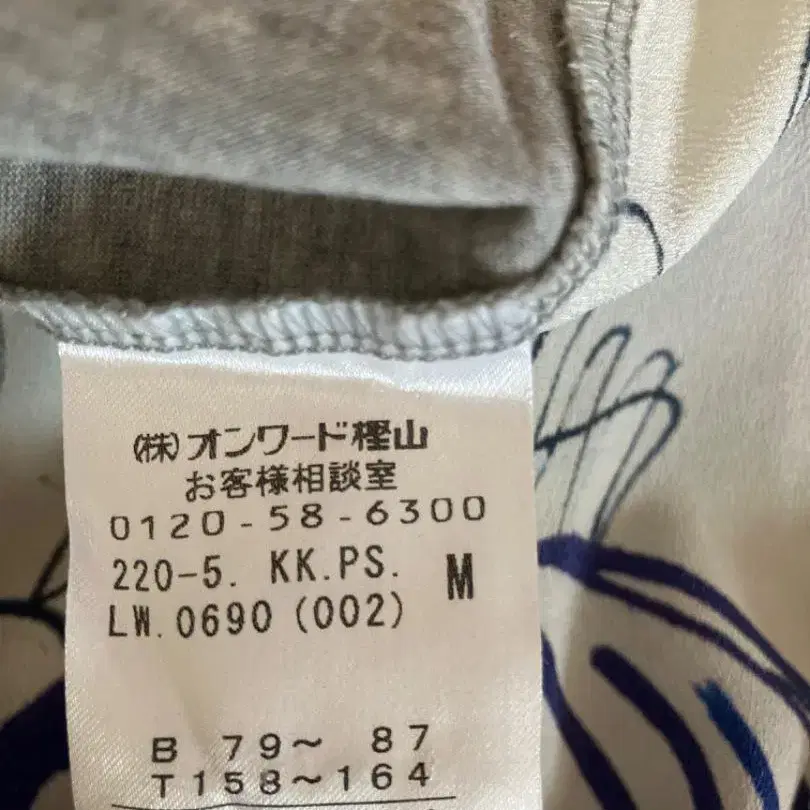 (株)オンワード樫山
お客様相談室
0120-58-6300
220-5. KK.PS. M
LW.0690 (002)
B 79〜 87
T158〜164